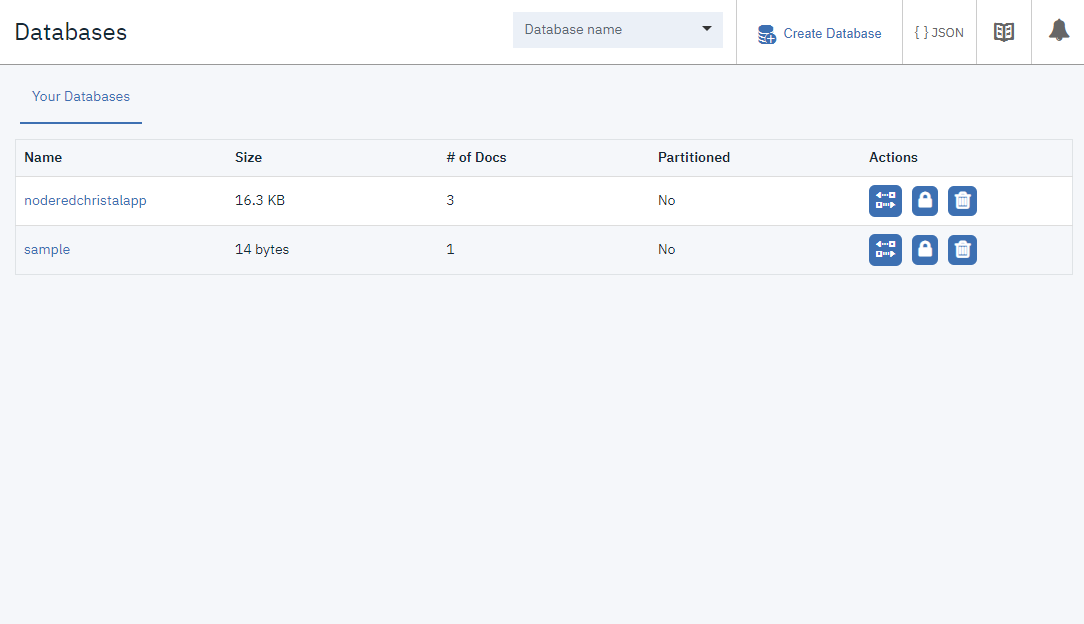 Databases
Database name
Create Database
{ } JSON
Your Databases
Name Size # of Docs Partitioned Actions
noderedchristalapp 16.3 KB 3 No
sample 14 bytes 1 No